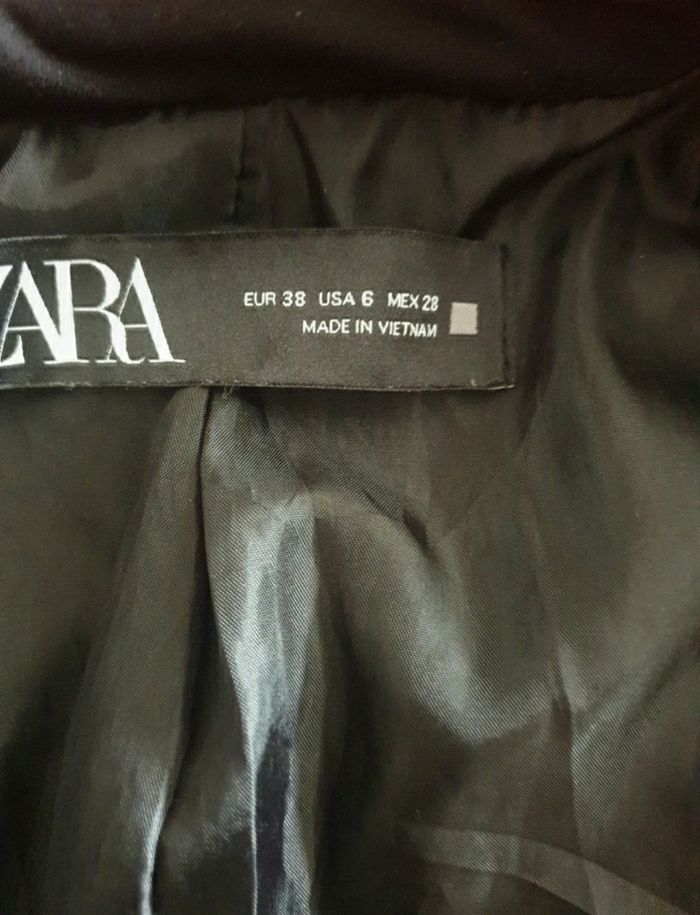 ZARA
EUR 38 USA 6 MEX 28
MADE IN VIETNAM